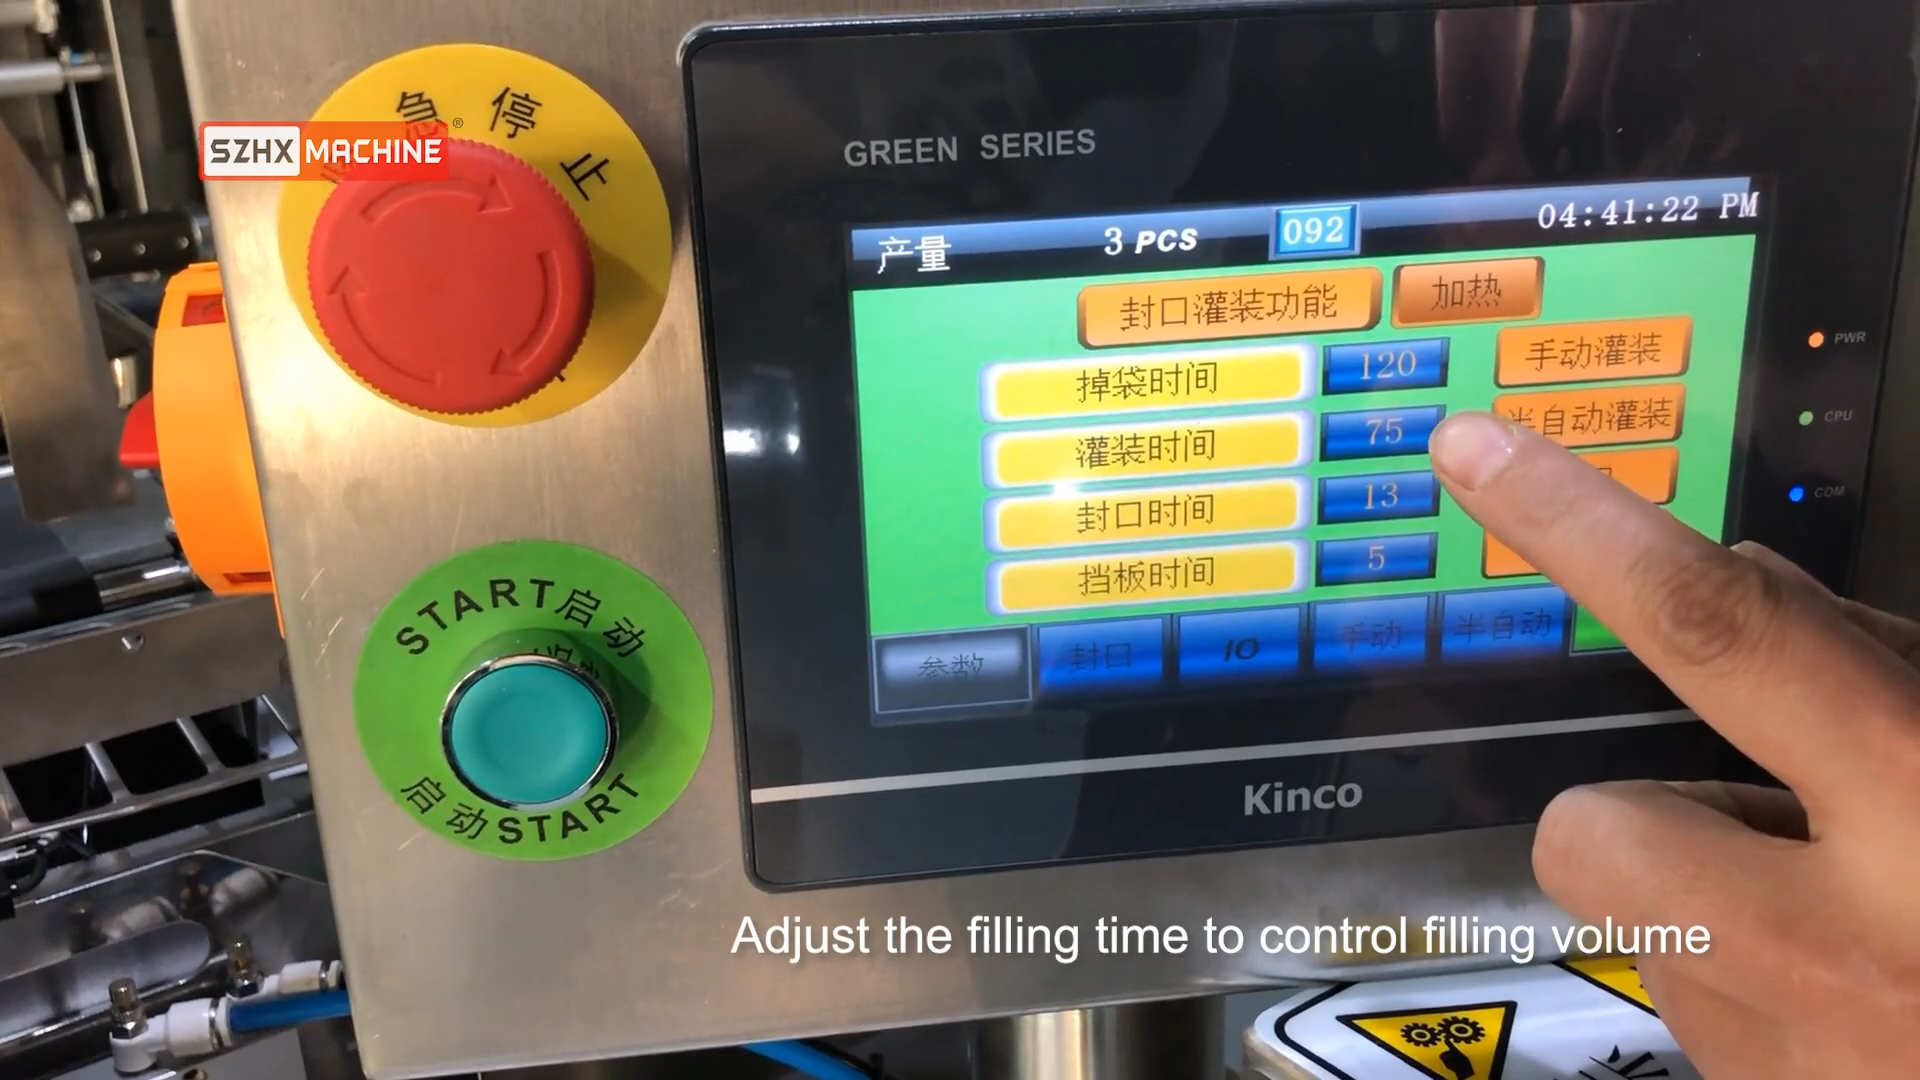 急停止
SZHX MACHINE®
GREEN SERIES
产量 3 PCS 092 04:41:22 PM
封口灌装功能 加热
掉袋时间 120 手动灌装
灌装时间 75 半自动灌装
封口时间 13
挡板时间 5
参数 封口 IO 手动 半自动
PWR
CPU
COM
START启动
启动START
Kinco
Adjust the filling time to control filling volume